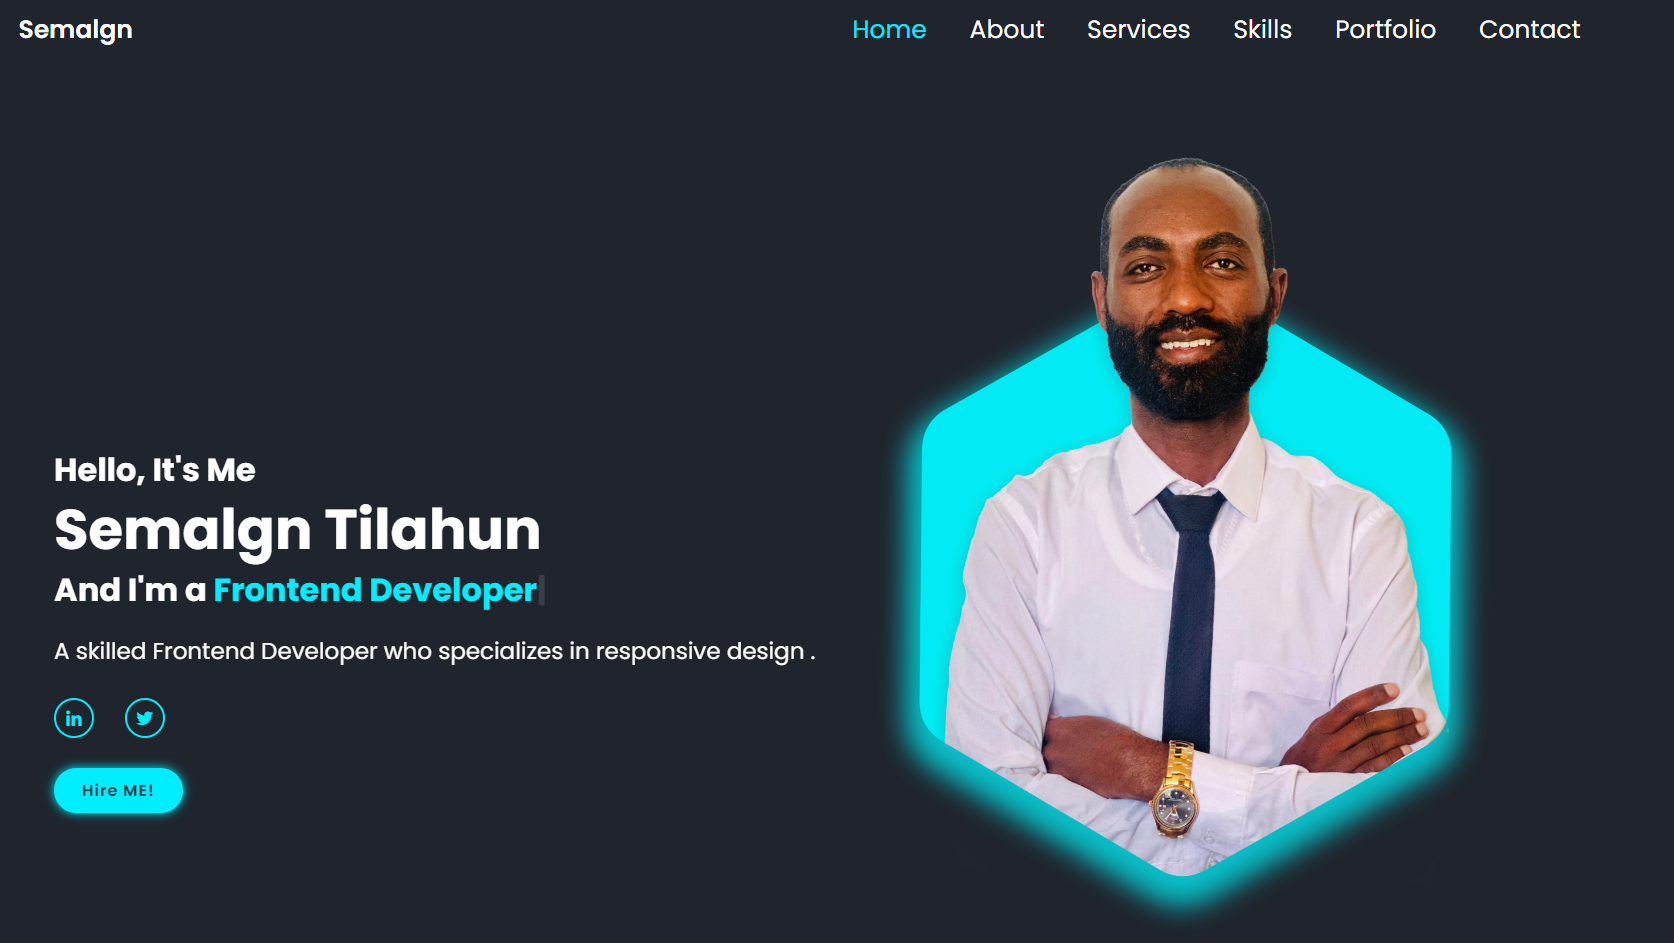 Semalgn
Home About Services Skills Portfolio Contact
Hello, It's Me
Semalgn Tilahun
And I'm a Frontend Developer
A skilled Frontend Developer who specializes in responsive design .
in
Hire ME!